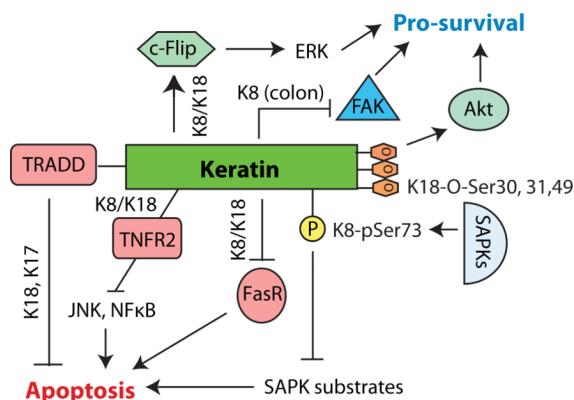 Pro-survival
c-Flip
ERK
K8/K18
K8 (colon)
FAK
Akt
TRADD
Keratin
O
O
O
K18-O-Ser30, 31,49
K8/K18
TNFR2
K8/K18
P
K8-pSer73
SAPKs
K18, K17
JNK, NFκB
FasR
Apoptosis
SAPK substrates